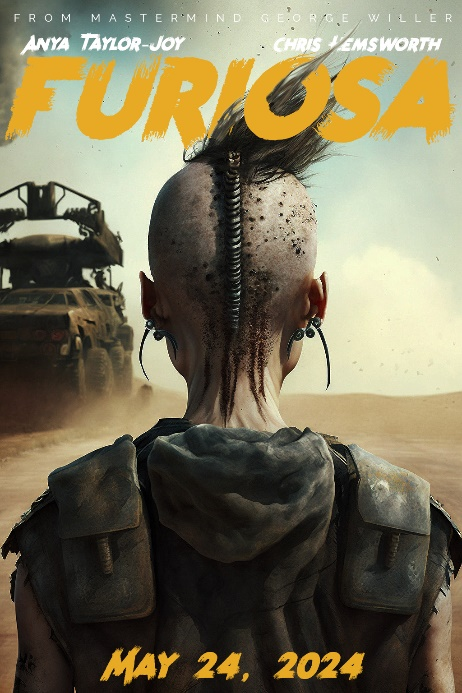 FROM MASTERMIND GEORGE WILLER
Anya Taylor-Joy Chris Hemsworth
FURIOSA
May 24, 2024